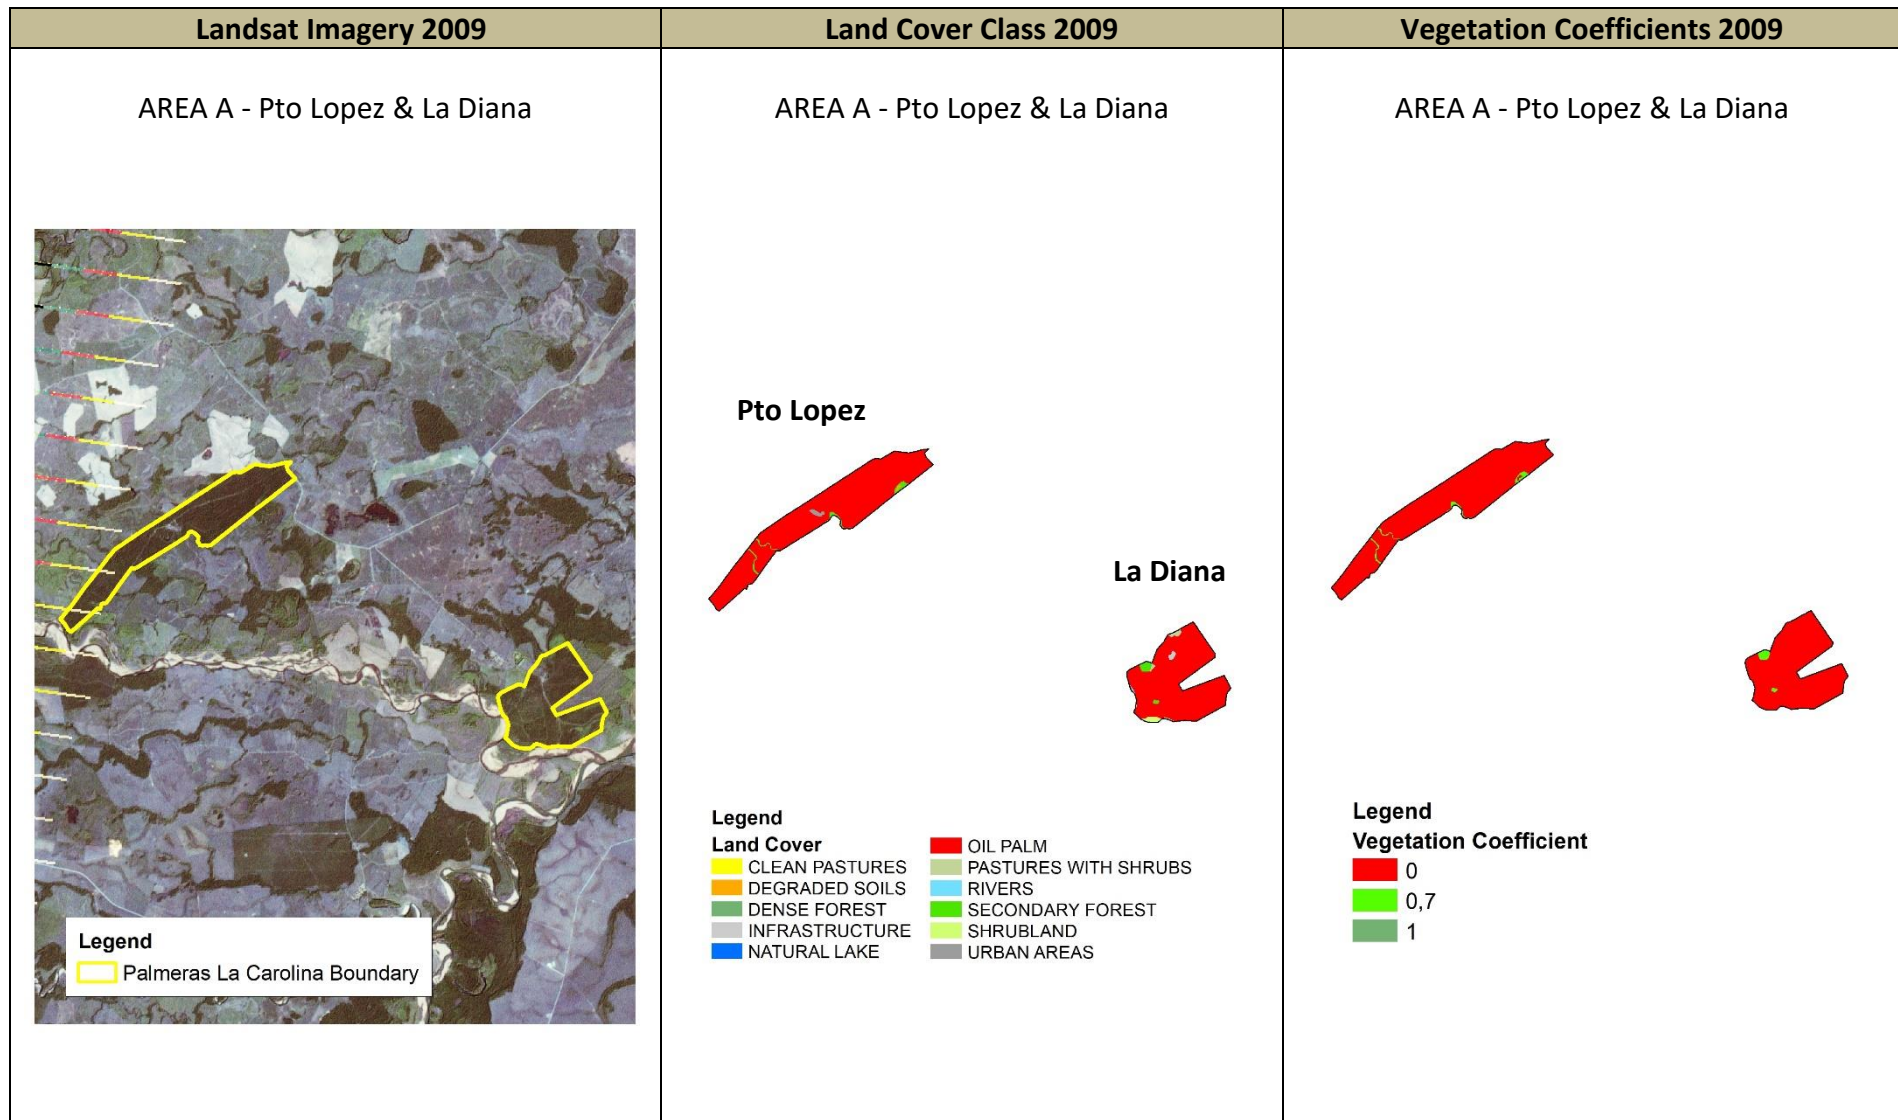 Landsat Imagery 2009
Land Cover Class 2009
Vegetation Coefficients 2009
AREA A - Pto Lopez & La Diana
AREA A - Pto Lopez & La Diana
AREA A - Pto Lopez & La Diana
Legend
Palmeras La Carolina Boundary
Pto Lopez
La Diana
Legend
Land Cover
CLEAN PASTURES
DEGRADED SOILS
DENSE FOREST
INFRASTRUCTURE
NATURAL LAKE
OIL PALM
PASTURES WITH SHRUBS
RIVERS
SECONDARY FOREST
SHRUBLAND
URBAN AREAS
Legend
Vegetation Coefficient
0
0,7
1